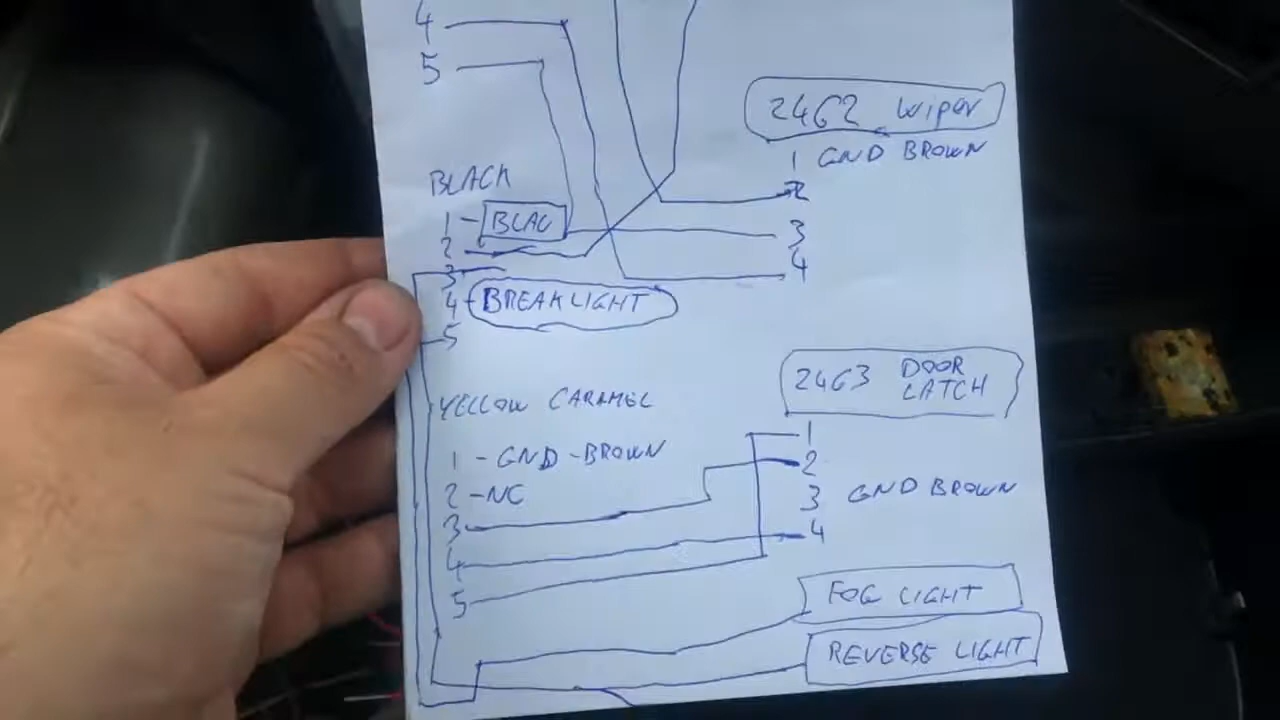 4
5
2462 WIPER
1 GND BROWN
2
3
4
BLACK
1 - BLAC
2
3
4 - BREAKLIGHT
5
2463 DOOR LATCH
1
2
3 GND BROWN
4
YELLOW CARAMEL
1 - GND - BROWN
2 - NC
3
4
5
FOG LIGHT
REVERSE LIGHT